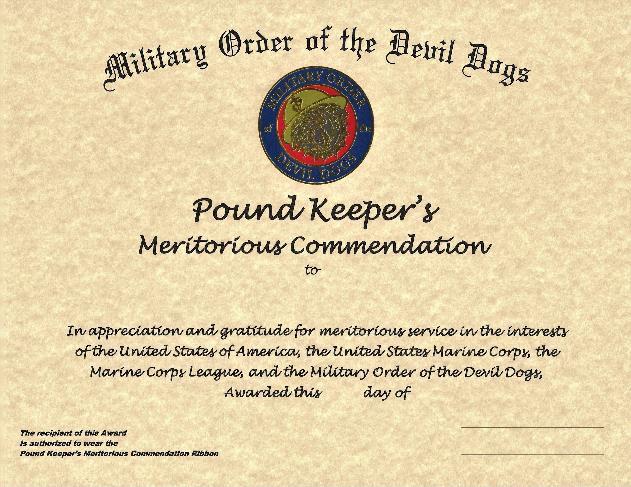 Military Order of the Devil Dogs
MILITARY ORDER
DEVIL DOGS
Pound Keeper's
Meritorious Commendation
to
In appreciation and gratitude for meritorious service in the interests
of the United States of America, the United States Marine Corps, the
Marine Corps League, and the Military Order of the Devil Dogs,
Awarded this day of
The recipient of this Award
Is authorized to wear the
Pound Keeper's Meritorious Commendation Ribbon